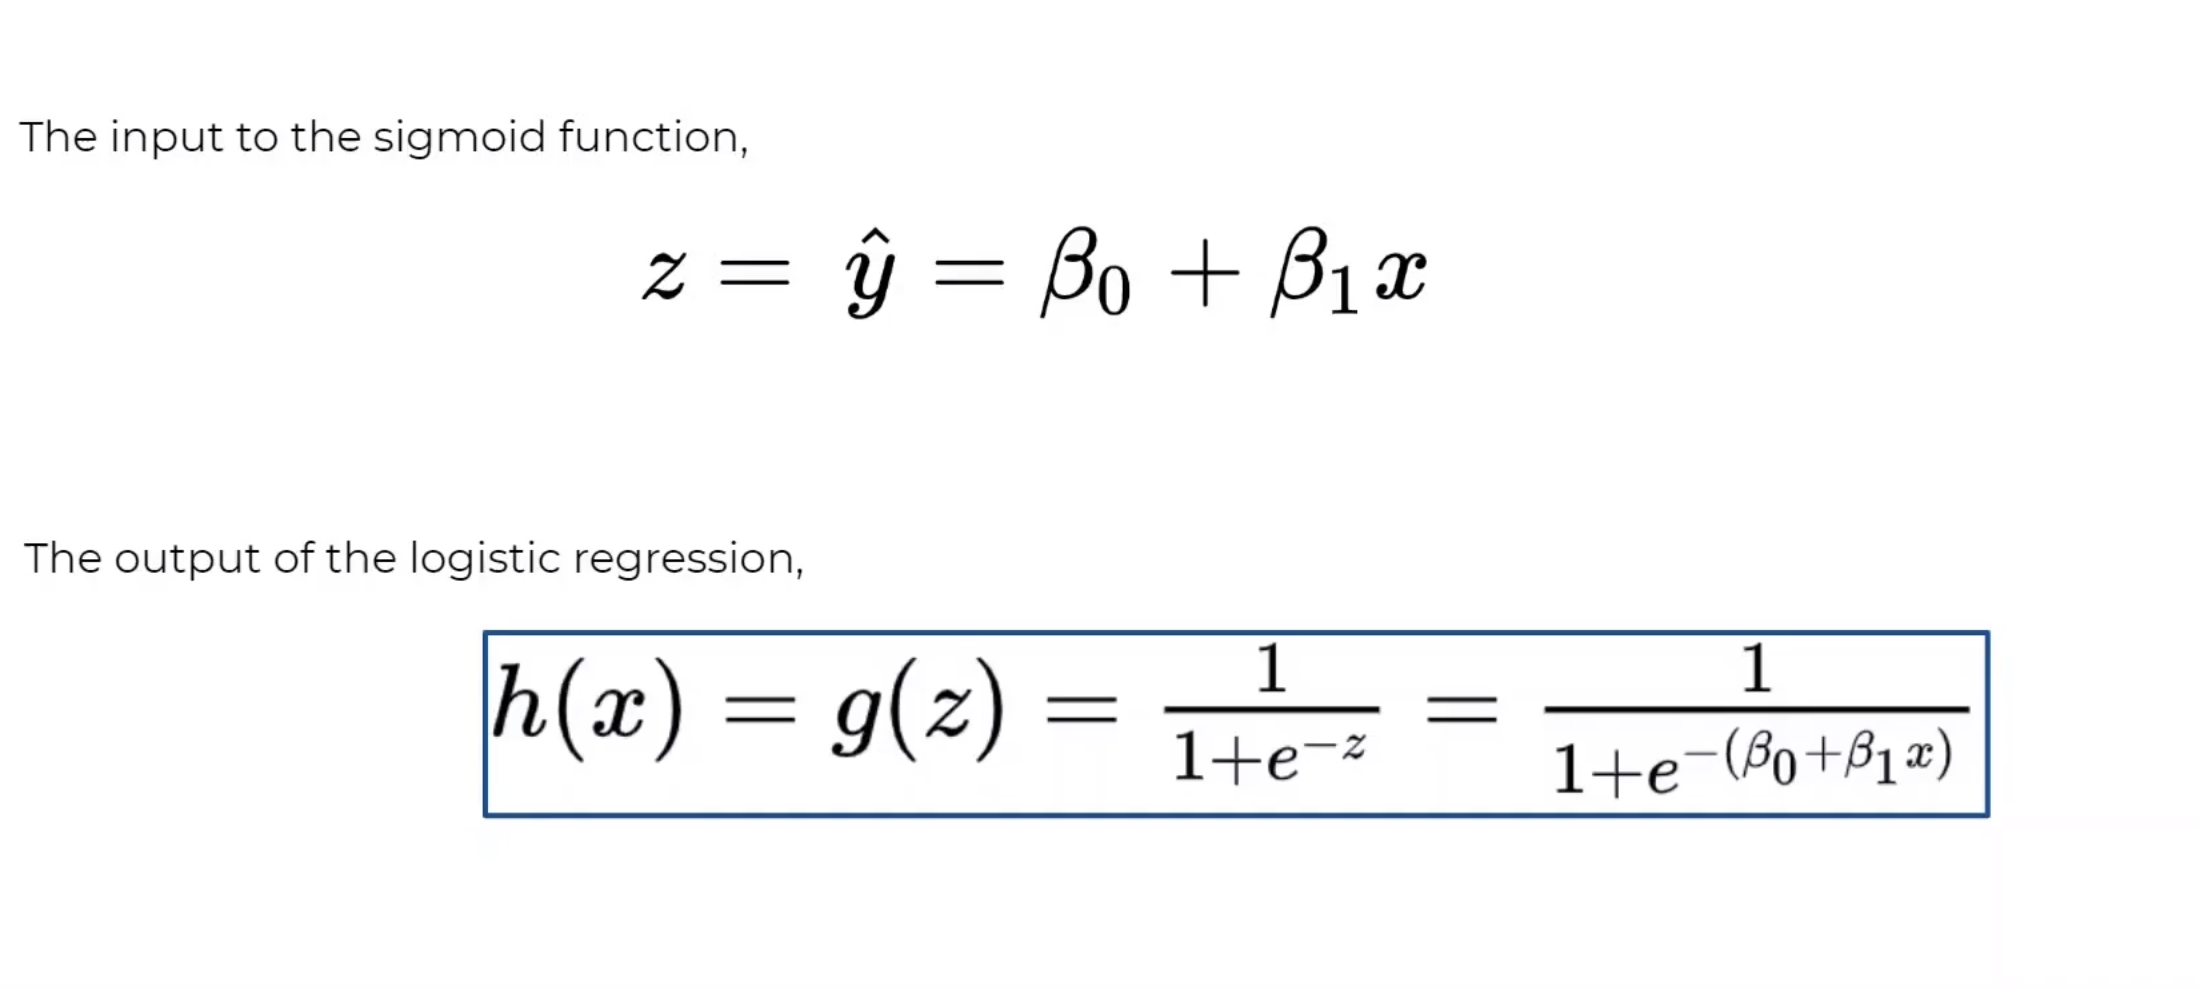 The input to the sigmoid function,
z = ŷ = β₀ + β₁x
The output of the logistic regression,
h(x) = g(z) = 1/(1+e^(−z)) = 1/(1+e^(−(β₀+β₁x)))